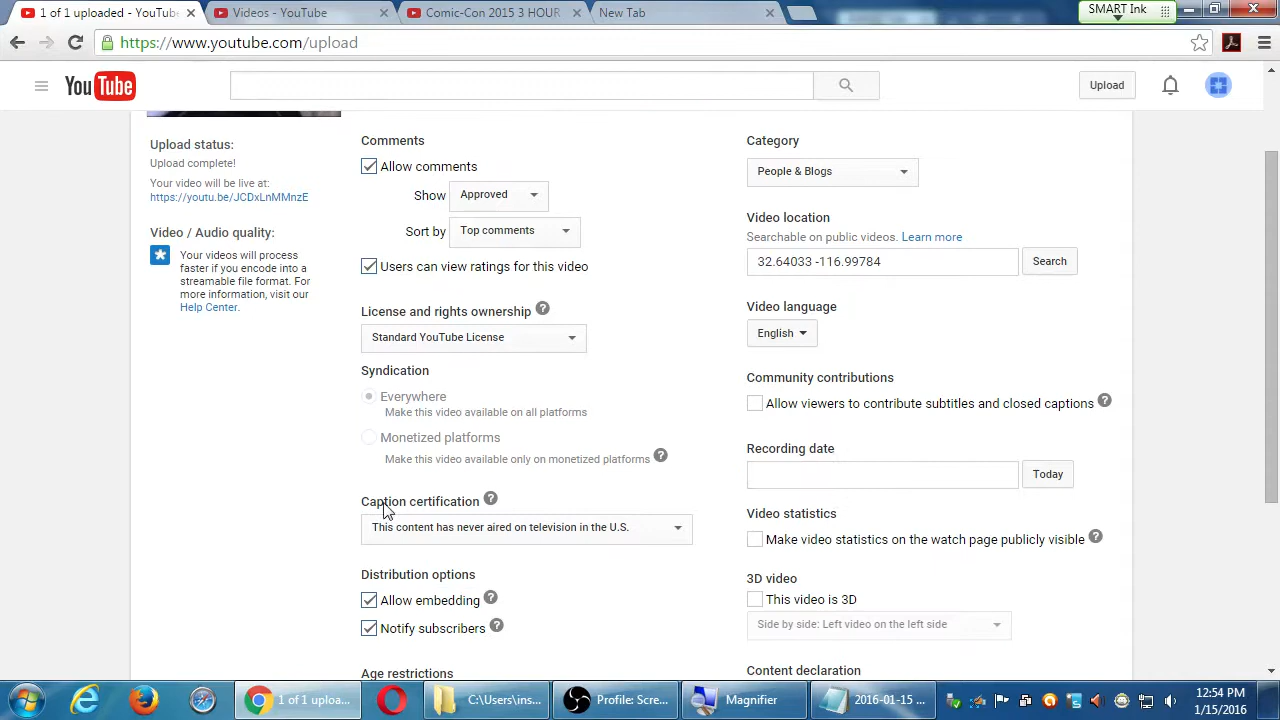 1 of 1 uploaded - YouTube
Videos - YouTube
Comic-Con 2015 3 HOUR
New Tab
SMART Ink
https://www.youtube.com/upload
YouTube
Upload
Upload status:
Upload complete!
Your video will be live at:
https://youtu.be/JCDxLnMMnzE
Video / Audio quality:
Your videos will process
faster if you encode into a
streamable file format. For
more information, visit our
Help Center.
Comments
Allow comments
Show Approved
Sort by Top comments
Users can view ratings for this video
License and rights ownership ?
Standard YouTube License
Syndication
Everywhere
Make this video available on all platforms
Monetized platforms
Make this video available only on monetized platforms ?
Caption certification ?
This content has never aired on television in the U.S.
Distribution options
Allow embedding ?
Notify subscribers ?
Age restrictions
Category
People & Blogs
Video location
Searchable on public videos. Learn more
32.64033 -116.99784 Search
Video language
English
Community contributions
Allow viewers to contribute subtitles and closed captions ?
Recording date
Today
Video statistics
Make video statistics on the watch page publicly visible ?
3D video
This video is 3D
Side by side: Left video on the left side
Content declaration
1 of 1 uploa...
C:\Users\ins...
Profile: Scre...
Magnifier
2016-01-15 ...
12:54 PM
1/15/2016